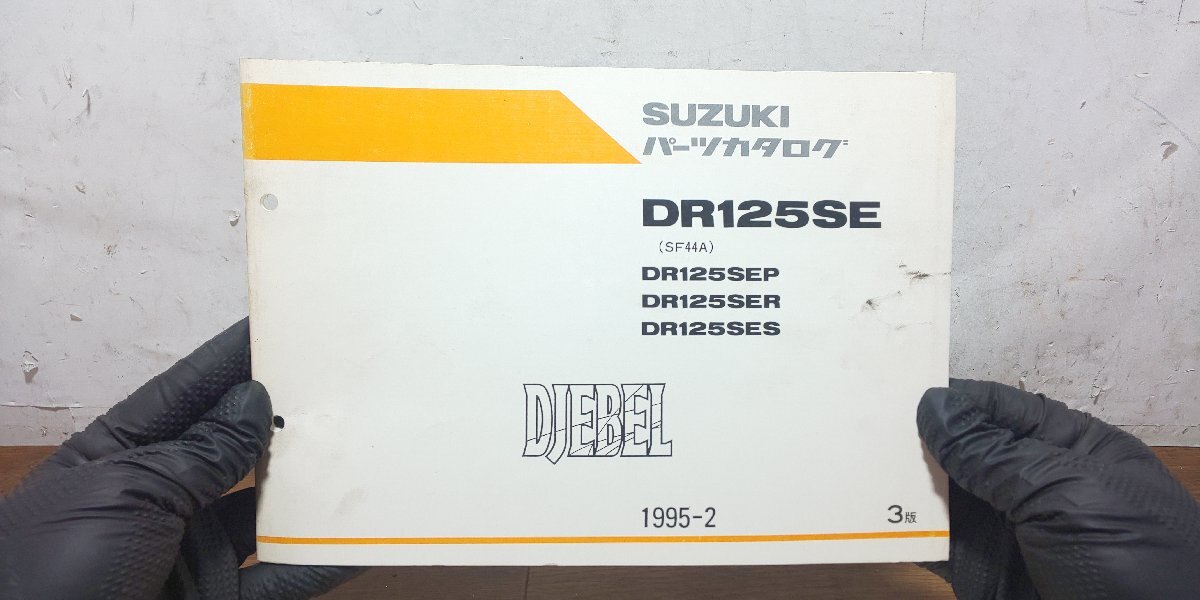 SUZUKI
パーツカタログ
DR125SE
(SF44A)
DR125SEP
DR125SER
DR125SES
DJEBEL
1995-2
3版